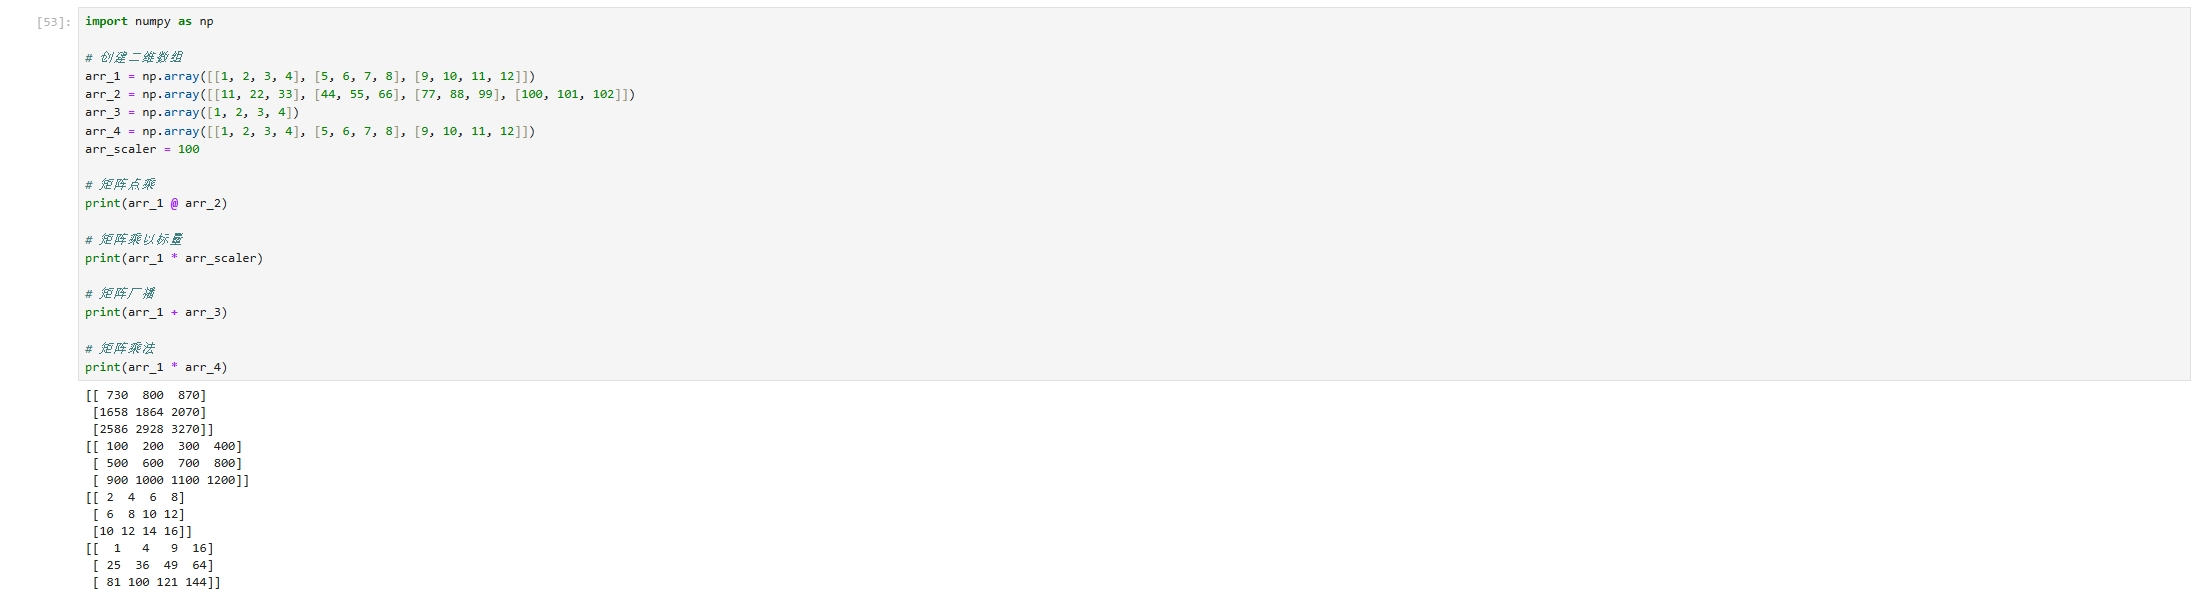 [53]:
import numpy as np
# 创建二维数组
arr_1 = np.array([[1, 2, 3, 4], [5, 6, 7, 8], [9, 10, 11, 12]])
arr_2 = np.array([[11, 22, 33], [44, 55, 66], [77, 88, 99], [100, 101, 102]])
arr_3 = np.array([1, 2, 3, 4])
arr_4 = np.array([[1, 2, 3, 4], [5, 6, 7, 8], [9, 10, 11, 12]])
arr_scaler = 100
# 矩阵点乘
print(arr_1 @ arr_2)
# 矩阵乘以标量
print(arr_1 * arr_scaler)
# 矩阵广播
print(arr_1 + arr_3)
# 矩阵乘法
print(arr_1 * arr_4)
[[ 730  800  870]
 [1658 1864 2070]
 [2586 2928 3270]]
[[ 100  200  300  400]
 [ 500  600  700  800]
 [ 900 1000 1100 1200]]
[[ 2  4  6  8]
 [ 6  8 10 12]
 [10 12 14 16]]
[[  1   4   9  16]
 [ 25  36  49  64]
 [ 81 100 121 144]]